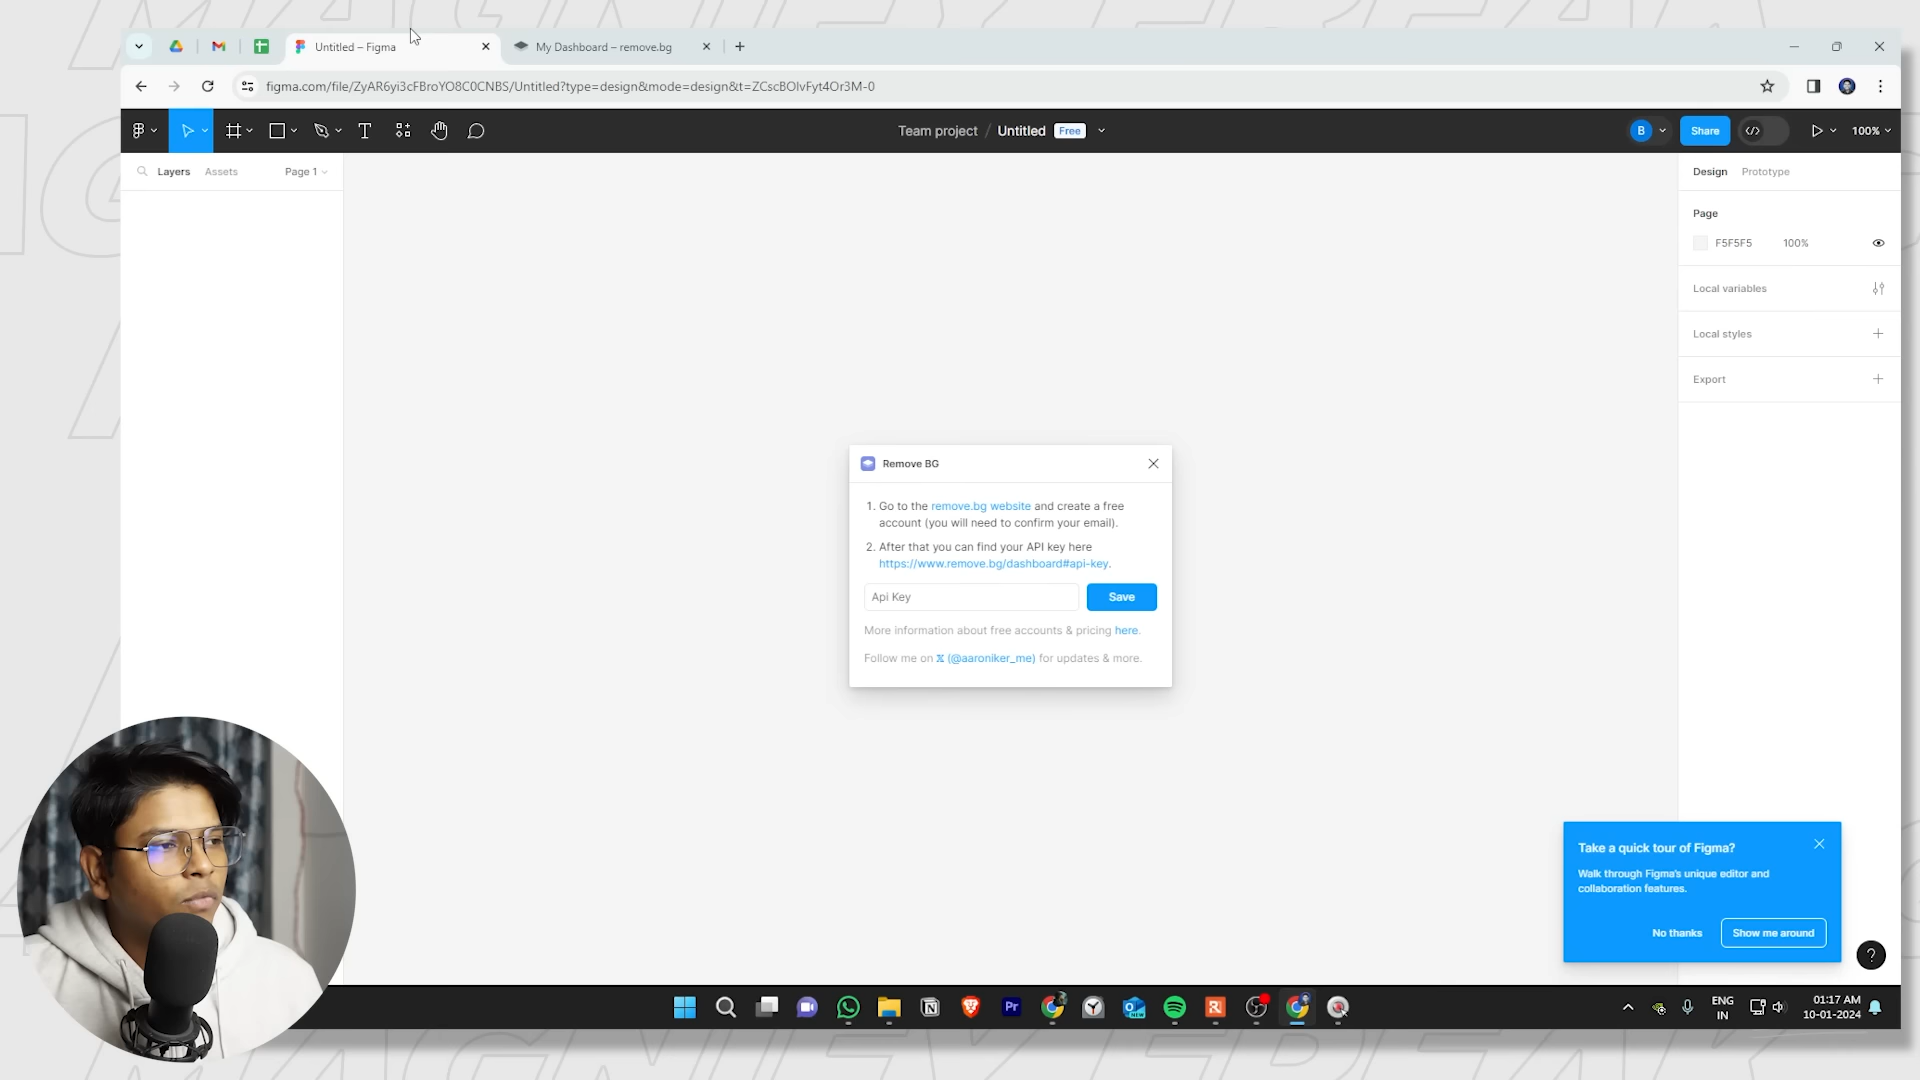 Untitled – Figma
My Dashboard – remove.bg
figma.com/file/ZyAR6yi3cFBroYO8C0CNBS/Untitled?type=design&mode=design&t=ZCscBOlvFyt4Or3M-0
Team project / Untitled Free
B
Share
100%
Layers
Assets
Page 1
Design
Prototype
Page
F5F5F5
100%
Local variables
Local styles
Export
Remove BG
1. Go to the remove.bg website and create a free
account (you will need to confirm your email).
2. After that you can find your API key here
https://www.remove.bg/dashboard#api-key.
Api Key
Save
More information about free accounts & pricing here.
Follow me on 𝕏 (@aaroniker_me) for updates & more.
Take a quick tour of Figma?
Walk through Figma's unique editor and
collaboration features.
No thanks
Show me around
?
Pr
ENG
IN
01:17 AM
10-01-2024